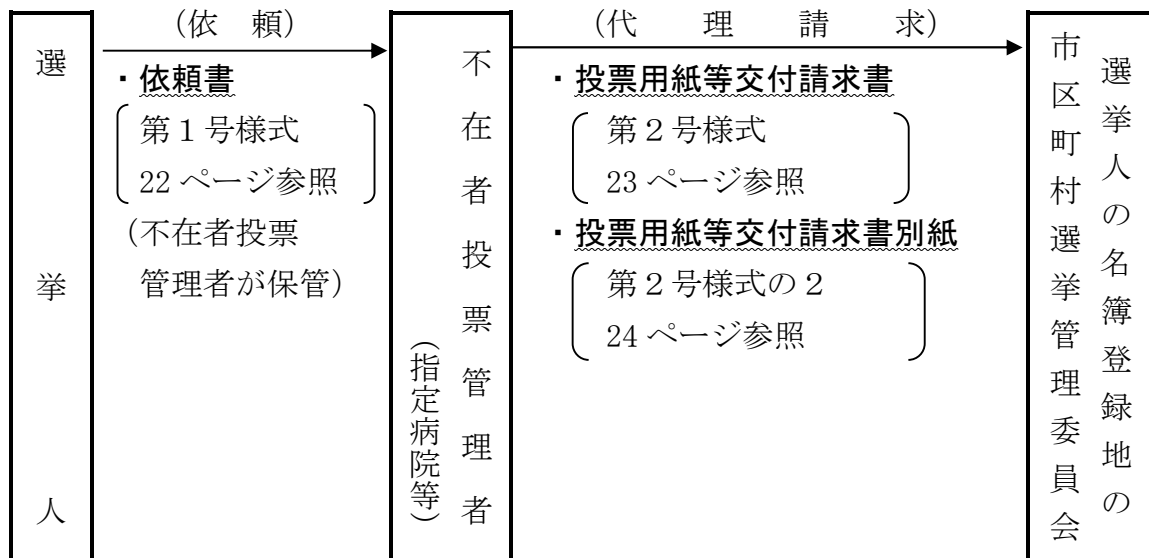 選挙人
（依　頼）
・依頼書
第１号様式
22 ページ参照
（不在者投票
管理者が保管）
不在者投票管理者
（指定病院等）
（代　理　請　求）
・投票用紙等交付請求書
第２号様式
23 ページ参照
・投票用紙等交付請求書別紙
第２号様式の２
24 ページ参照
選挙人の名簿登録地の
市区町村選挙管理委員会